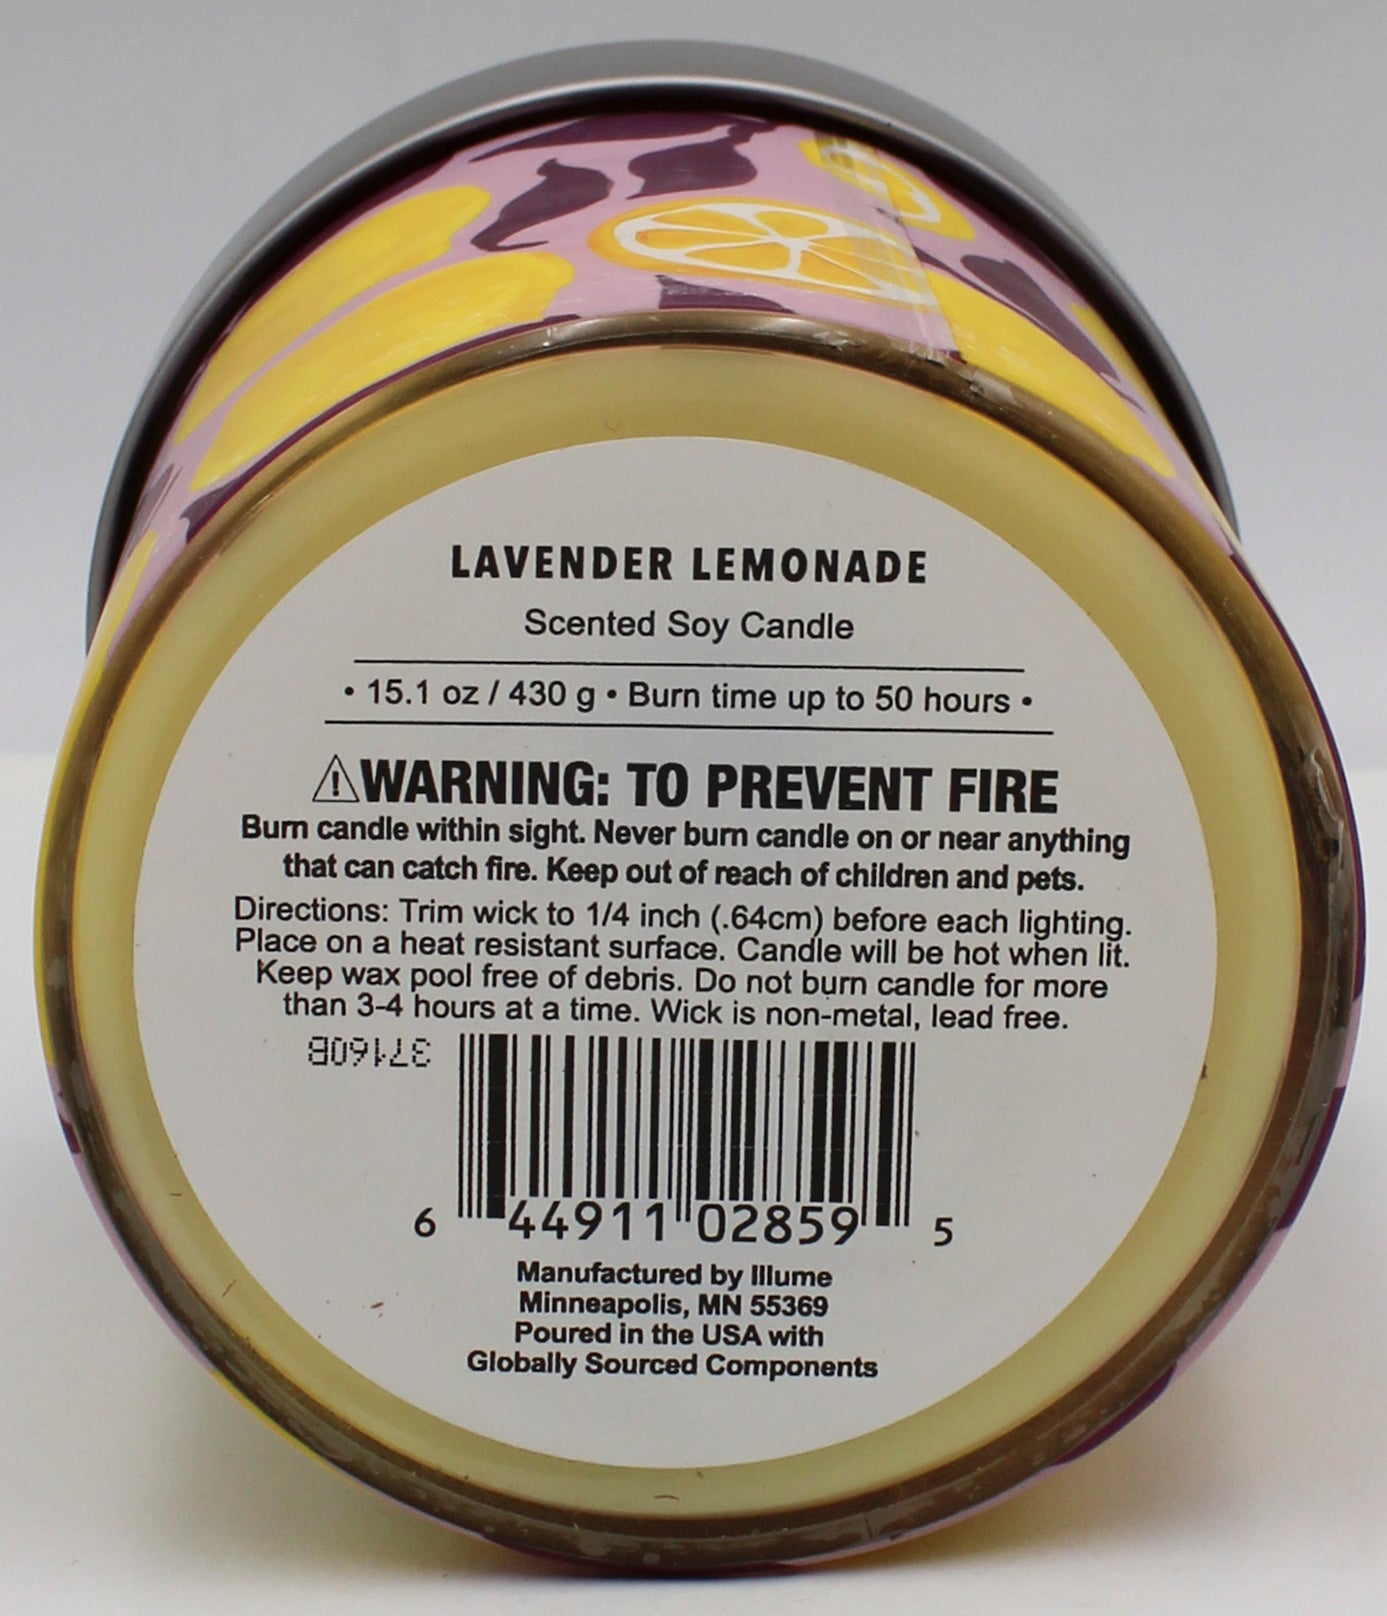 LAVENDER LEMONADE
Scented Soy Candle
• 15.1 oz / 430 g • Burn time up to 50 hours •
⚠WARNING: TO PREVENT FIRE
Burn candle within sight. Never burn candle on or near anything
that can catch fire. Keep out of reach of children and pets.
Directions: Trim wick to 1/4 inch (.64cm) before each lighting.
Place on a heat resistant surface. Candle will be hot when lit.
Keep wax pool free of debris. Do not burn candle for more
than 3-4 hours at a time. Wick is non-metal, lead free.
37160B
6 44911 02859 5
Manufactured by Illume
Minneapolis, MN 55369
Poured in the USA with
Globally Sourced Components